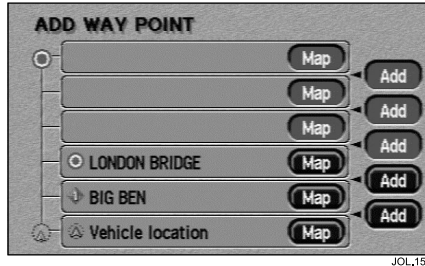 ADD WAY POINT
Map
Add
Map
Add
Map
Add
LONDON BRIDGE Map
Add
BIG BEN Map
Add
Vehicle location Map
JOL.15